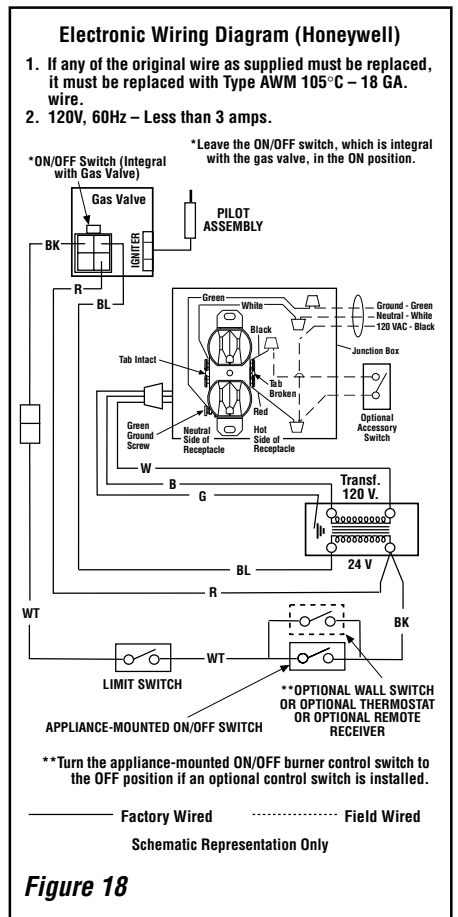 Electronic Wiring Diagram (Honeywell)
1. If any of the original wire as supplied must be replaced,
it must be replaced with Type AWM 105°C – 18 GA.
wire.
2. 120V, 60Hz – Less than 3 amps.
*Leave the ON/OFF switch, which is integral
with the gas valve, in the ON position.
*ON/OFF Switch (Integral
with Gas Valve)
Gas Valve
IGNITER
PILOT
ASSEMBLY
BK
R
BL
Green
White
Black
Ground - Green
Neutral - White
120 VAC - Black
Junction Box
Tab Intact
Tab
Broken
Red
Green
Ground
Screw
Neutral
Side of
Receptacle
Hot
Side of
Receptacle
Optional
Accessory
Switch
W
B
G
Transf.
120 V.
24 V
BL
R
WT
BK
WT
LIMIT SWITCH
APPLIANCE-MOUNTED ON/OFF SWITCH
**OPTIONAL WALL SWITCH
OR OPTIONAL THERMOSTAT
OR OPTIONAL REMOTE
RECEIVER
**Turn the appliance-mounted ON/OFF burner control switch to
the OFF position if an optional control switch is installed.
Factory Wired
Field Wired
Schematic Representation Only
Figure 18